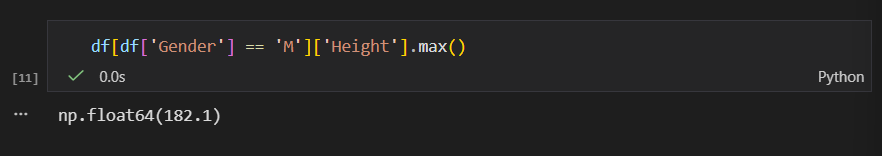 df[df['Gender'] == 'M']['Height'].max()
[11]
0.0s
Python
... np.float64(182.1)